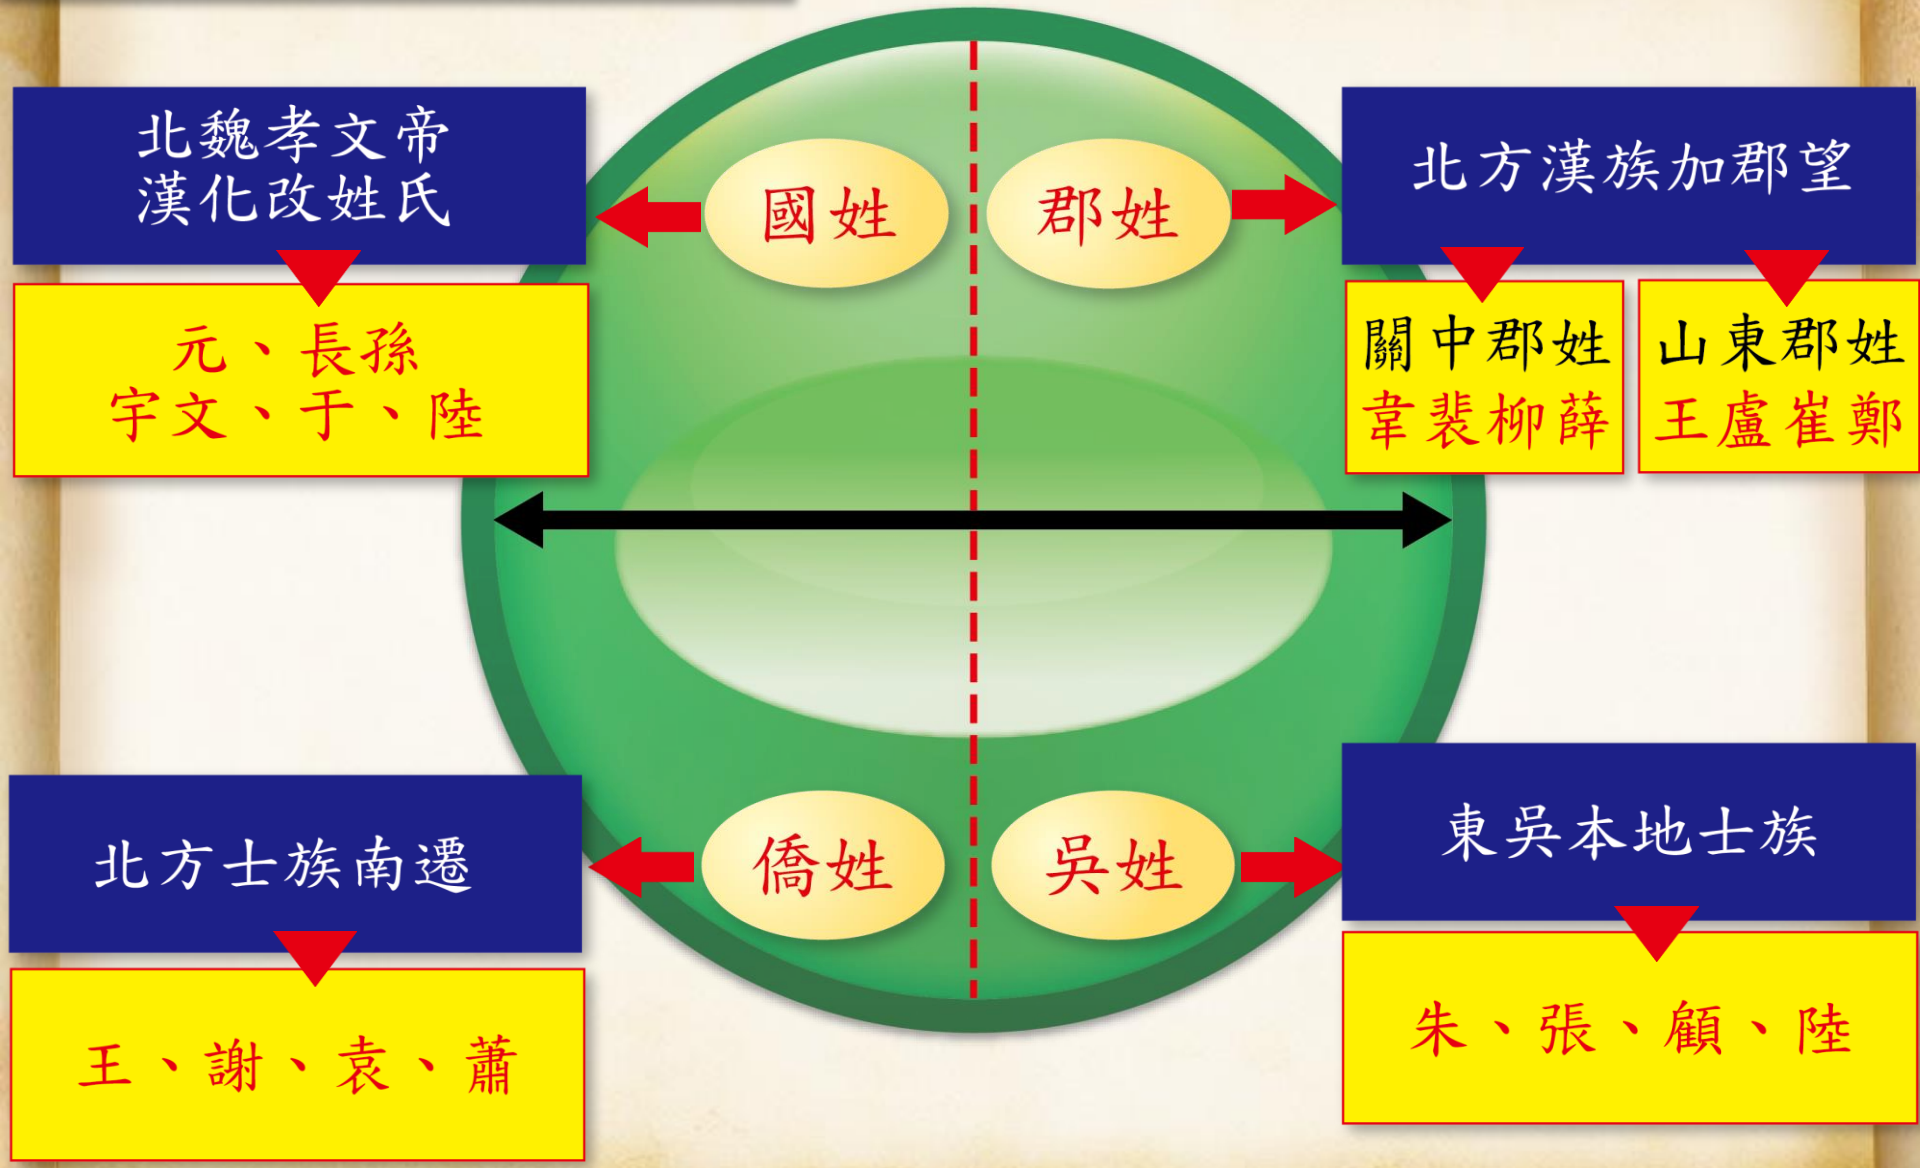 北魏孝文帝
漢化改姓氏
國姓
郡姓
北方漢族加郡望
元、長孫
宇文、于、陸
關中郡姓
韋裴柳薛
山東郡姓
王盧崔鄭
北方士族南遷
僑姓
吳姓
東吳本地士族
王、謝、袁、蕭
朱、張、顧、陸